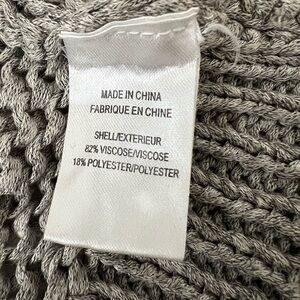 MADE IN CHINA
FABRIQUE EN CHINE
SHELL/EXTERIEUR
82% VISCOSE/VISCOSE
18% POLYESTER/POLYESTER